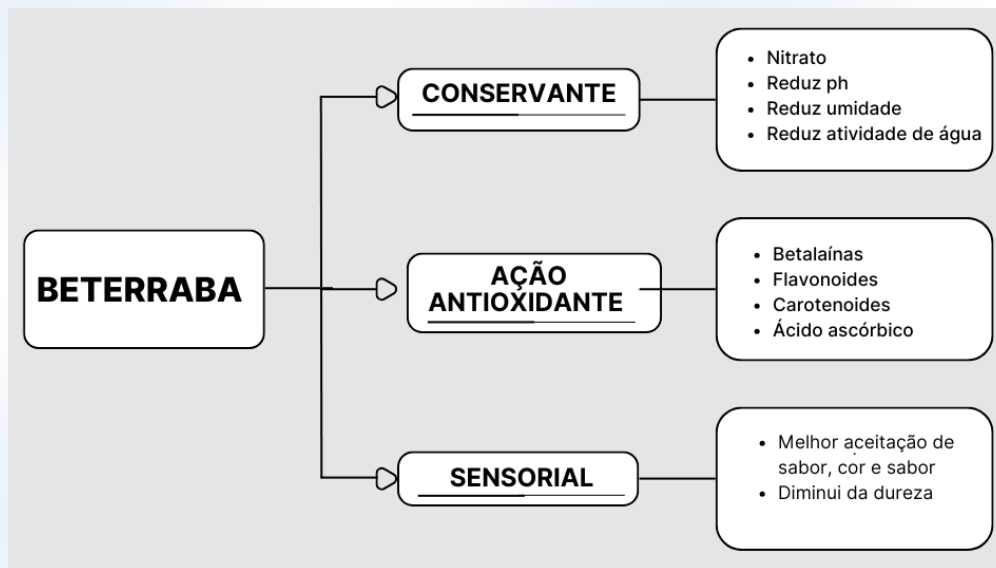 BETERRABA
CONSERVANTE
• Nitrato
• Reduz ph
• Reduz umidade
• Reduz atividade de água
AÇÃO
ANTIOXIDANTE
• Betalaínas
• Flavonoides
• Carotenoides
• Ácido ascórbico
SENSORIAL
• Melhor aceitação de
sabor, cor e sabor
• Diminui da dureza